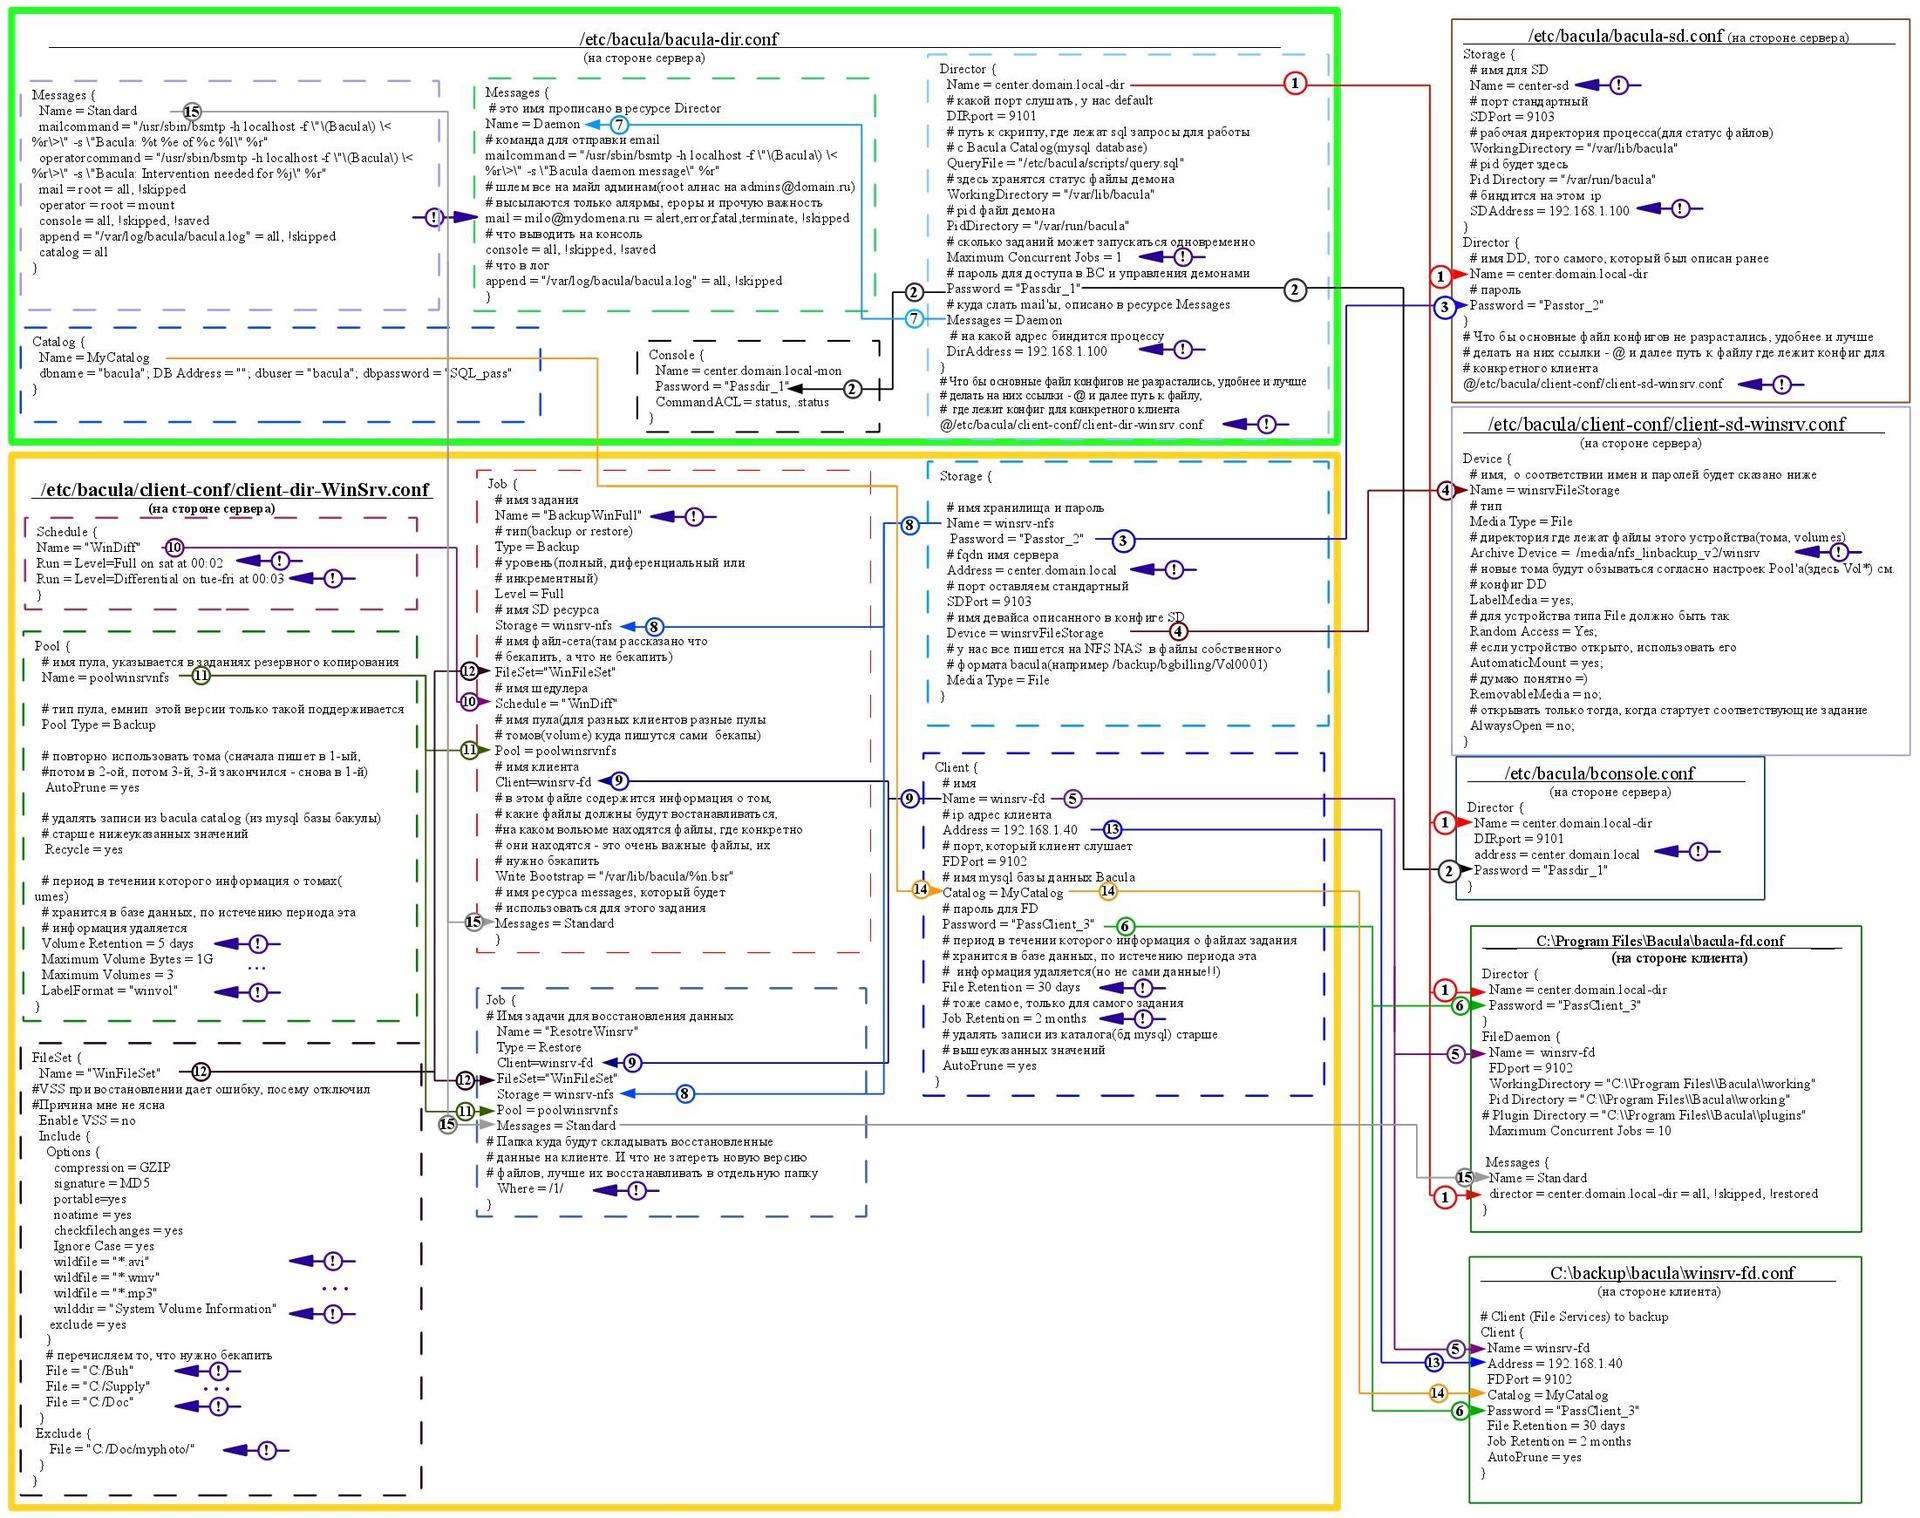 /etc/bacula/bacula-dir.conf
(на стороне сервера)
Messages {
Name = Standard
15
mailcommand = "/usr/sbin/bsmtp -h localhost -f \"\(Bacula\) \<
%r\>\" -s \"Bacula: %t %e of %c %l\" %r"
operatorcommand = "/usr/sbin/bsmtp -h localhost -f \"\(Bacula\) \<
%r\>\" -s \"Bacula: Intervention needed for %j\" %r"
mail = root = all, !skipped
operator = root = mount
console = all, !skipped, !saved
append = "/var/log/bacula/bacula.log" = all, !skipped
catalog = all
}
Messages {
# это имя прописано в ресурсе Director
Name = Daemon
7
# команда для отправки email
mailcommand = "/usr/sbin/bsmtp -h localhost -f \"\(Bacula\) \<
%r\>\" -s \"Bacula daemon message\" %r"
# шлем все на майл админам(root алиас на admins@domain.ru)
# высылаются только алярмы, ероры и прочую важность
! mail = milo@mydomena.ru = alert,error,fatal,terminate, !skipped
# что выводить на консоль
console = all, !skipped, !saved
# что в лог
append = "/var/log/bacula/bacula.log" = all, !skipped
}
Catalog {
Name = MyCatalog
dbname = "bacula"; DB Address = ""; dbuser = "bacula"; dbpassword = "SQL_pass"
}
Console {
Name = center.domain.local-mon
Password = "Passdir_1" 2
CommandACL = status, .status
}
Director {
Name = center.domain.local-dir 1
# какой порт слушать, у нас default
DIRport = 9101
# путь к скрипту, где лежат sql запросы для работы
# с Bacula Catalog(mysql database)
QueryFile = "/etc/bacula/scripts/query.sql"
# здесь хранятся статус файлы демона
WorkingDirectory = "/var/lib/bacula"
# pid файл демона
PidDirectory = "/var/run/bacula"
# сколько заданий может запускаться одновременно
Maximum Concurrent Jobs = 1 !
# пароль для доступа в BC и управления демонами
2 Password = "Passdir_1" 2
# куда слать mail'ы, описано в ресурсе Messages
7 Messages = Daemon
# на какой адрес биндится процессу
DirAddress = 192.168.1.100 !
}
# Что бы основные файл конфигов не разрастались, удобнее и лучше
# делать на них ссылки - @ и далее путь к файлу,
# где лежит конфиг для конкретного клиента
@/etc/bacula/client-conf/client-dir-winsrv.conf !
/etc/bacula/client-conf/client-dir-WinSrv.conf
(на стороне сервера)
Schedule {
Name = "WinDiff" 10
Run = Level=Full on sat at 00:02 !
Run = Level=Differential on tue-fri at 00:03 !
}
Pool {
# имя пула, указывается в заданиях резервного копирования
Name = poolwinsrvnfs 11
# тип пула, емнип этой версии только такой поддерживается
Pool Type = Backup
# повторно использовать тома (сначала пишет в 1-ый,
#потом в 2-ой, потом 3-й, 3-й закончился - снова в 1-й)
AutoPrune = yes
# удалять записи из bacula catalog (из mysql базы бакулы)
# старше нижеуказанных значений
Recycle = yes
# период в течении которого информация о томах(
umes)
# хранится в базе данных, по истечению периода эта
# информация удаляется
Volume Retention = 5 days !
Maximum Volume Bytes = 1G ...
Maximum Volumes = 3
LabelFormat = "winvol" !
}
FileSet {
Name = "WinFileSet" 12
#VSS при востановлении дает ошибку, посему отключил
#Причина мне не ясна
Enable VSS = no
Include {
Options {
compression = GZIP
signature = MD5
portable=yes
noatime = yes
checkfilechanges = yes
Ignore Case = yes
wildfile = "*.avi" !
wildfile = "*.wmv"
wildfile = "*.mp3" ...
wilddir = "System Volume Information" !
exclude = yes
}
# перечисляем то, что нужно бекапить
File = "C:/Buh" !
File = "C:/Supply" ...
File = "C:/Doc" !
}
Exclude {
File = "C:/Doc/myphoto/" !
}
}
Job {
# имя задания
Name = "BackupWinFull" !
# тип(backup or restore)
Type = Backup
# уровень(полный, диференциальный или
# инкрементный)
Level = Full
# имя SD ресурса
Storage = winsrv-nfs 8
# имя файл-сета(там рассказано что
# бекапить, а что не бекапить)
12 FileSet="WinFileSet"
# имя шедулера
10 Schedule = "WinDiff"
# имя пула(для разных клиентов разные пулы
# томов(volume) куда пишутся сами бекапы)
11 Pool = poolwinsrvnfs
# имя клиента
Client=winsrv-fd 9
# в этом файле содержится информация о том,
# какие файлы должны будут востанавливаться,
#на каком вольюме находятся файлы, где конкретно
# они находятся - это очень важные файлы, их
# нужно бэкапить
Write Bootstrap = "/var/lib/bacula/%n.bsr"
# имя ресурса messages, который будет
# использоваться для этого задания
15 Messages = Standard
}
Job {
# Имя задачи для восстановления данных
Name = "ResotreWinsrv"
Type = Restore
Client=winsrv-fd 9
12 FileSet="WinFileSet"
Storage = winsrv-nfs 8
11 Pool = poolwinsrvnfs
15 Messages = Standard
# Папка куда будут складывать восстановленные
# данные на клиенте. И что не затереть новую версию
# файлов, лучше их восстанавливать в отдельную папку
Where = /1/ !
}
Storage {
# имя хранилища и пароль
8 Name = winsrv-nfs
Password = "Passtor_2" 3
# fqdn имя сервера
Address = center.domain.local !
# порт оставляем стандартный
SDPort = 9103
# имя девайса описанного в конфиге SD
Device = winsrvFileStorage 4
# у нас все пишется на NFS NAS в файлы собственного
# формата bacula(например /backup/bgbilling/Vol0001)
Media Type = File
}
Client {
# имя
9 Name = winsrv-fd 5
# ip адрес клиента
Address = 192.168.1.40 13
# порт, который клиент слушает
FDPort = 9102
# имя mysql базы данных Bacula
14 Catalog = MyCatalog 14
# пароль для FD
Password = "PassClient_3" 6
# период в течении которого информация о файлах задания
# хранится в базе данных, по истечению периода эта
# информация удаляется(но не сами данные!!)
File Retention = 30 days !
# тоже самое, только для самого задания
Job Retention = 2 months !
# удалять записи из каталога(бд mysql) старше
# вышеуказанных значений
AutoPrune = yes
}
/etc/bacula/bacula-sd.conf (на стороне сервера)
Storage {
# имя для SD
Name = center-sd !
# порт стандартный
SDPort = 9103
# рабочая директория процесса(для статус файлов)
WorkingDirectory = "/var/lib/bacula"
# pid будет здесь
Pid Directory = "/var/run/bacula"
# биндится на этом ip
SDAddress = 192.168.1.100 !
}
Director {
# имя DD, того самого, который был описан ранее
1 Name = center.domain.local-dir
# пароль
3 Password = "Passtor_2"
}
# Что бы основные файл конфигов не разрастались, удобнее и лучше
# делать на них ссылки - @ и далее путь к файлу где лежит конфиг для
# конкретного клиента
@/etc/bacula/client-conf/client-sd-winsrv.conf !
/etc/bacula/client-conf/client-sd-winsrv.conf
(на стороне сервера)
Device {
# имя, о соответствии имен и паролей будет сказано ниже
4 Name = winsrvFileStorage
# тип
Media Type = File
# директория где лежат файлы этого устройства(тома, volumes)
Archive Device = /media/nfs_linbackup_v2/winsrv !
# новые тома будут обзываться согласно настроек Pool'а(здесь Vol*) см.
# конфиг DD
LabelMedia = yes;
# для устройства типа File должно быть так
Random Access = Yes;
# если устройство открыто, использовать его
AutomaticMount = yes;
# думаю понятно =)
RemovableMedia = no;
# открывать только тогда, когда стартует соответствующие задание
AlwaysOpen = no;
}
/etc/bacula/bconsole.conf
(на стороне сервера)
Director {
1 Name = center.domain.local-dir
DIRport = 9101
address = center.domain.local !
2 Password = "Passdir_1"
}
C:\Program Files\Bacula\bacula-fd.conf
(на стороне клиента)
Director {
1 Name = center.domain.local-dir
6 Password = "PassClient_3"
}
FileDaemon {
5 Name = winsrv-fd
FDport = 9102
WorkingDirectory = "C:\\Program Files\\Bacula\\working"
Pid Directory = "C:\\Program Files\\Bacula\\working"
# Plugin Directory = "C:\\Program Files\\Bacula\\plugins"
Maximum Concurrent Jobs = 10
Messages {
15 Name = Standard
1 director = center.domain.local-dir = all, !skipped, !restored
}
C:\backup\bacula\winsrv-fd.conf
(на стороне клиента)
# Client (File Services) to backup
Client {
5 Name = winsrv-fd
13 Address = 192.168.1.40
FDPort = 9102
14 Catalog = MyCatalog
6 Password = "PassClient_3"
File Retention = 30 days
Job Retention = 2 months
AutoPrune = yes
}